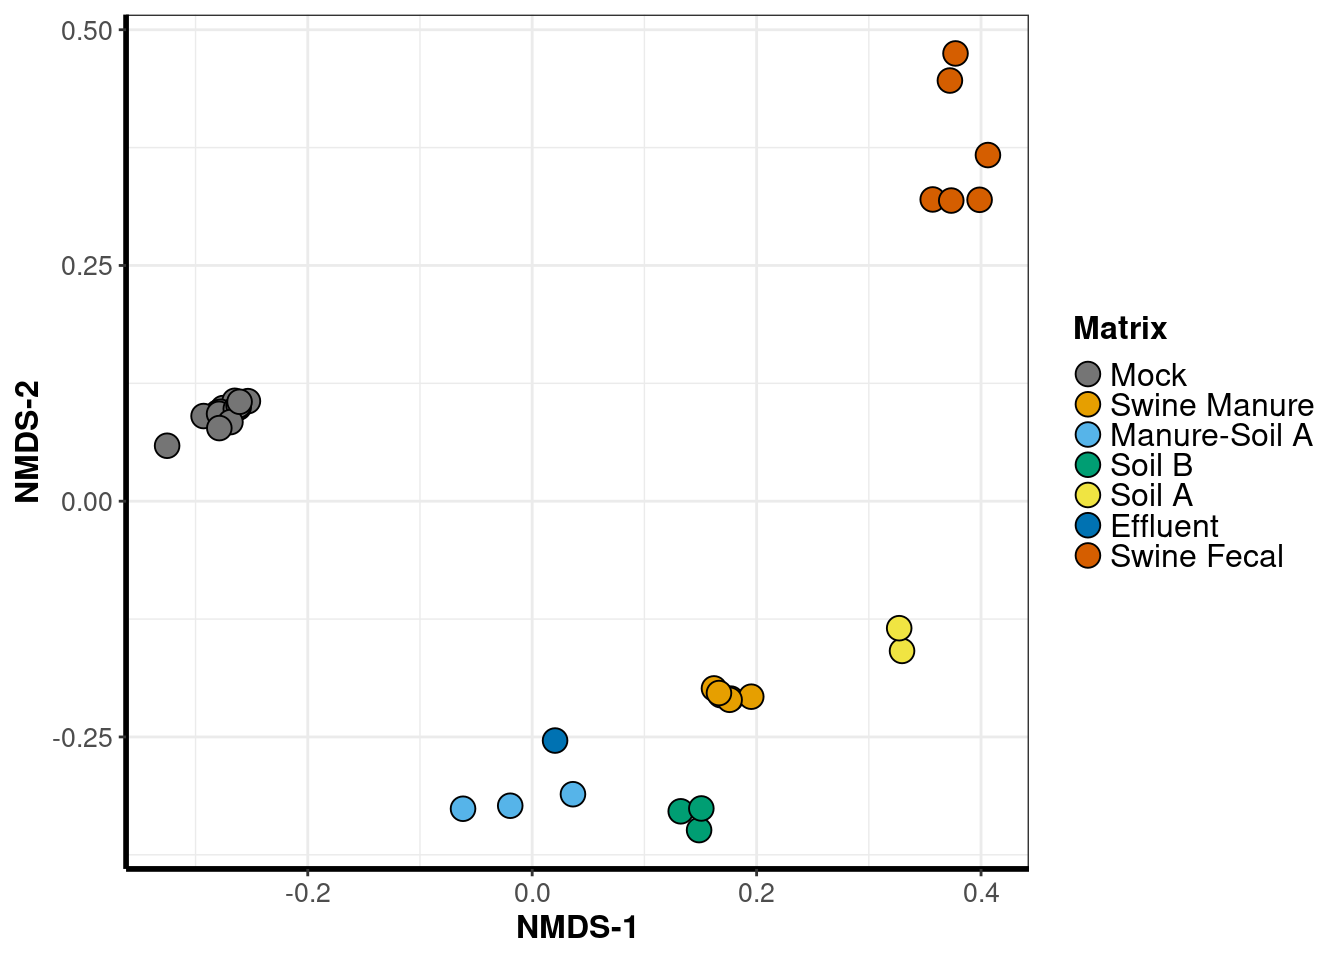 0.50
0.25
0.00
-0.25
NMDS-2
-0.2
0.0
0.2
0.4
NMDS-1
Matrix
Mock
Swine Manure
Manure-Soil A
Soil B
Soil A
Effluent
Swine Fecal